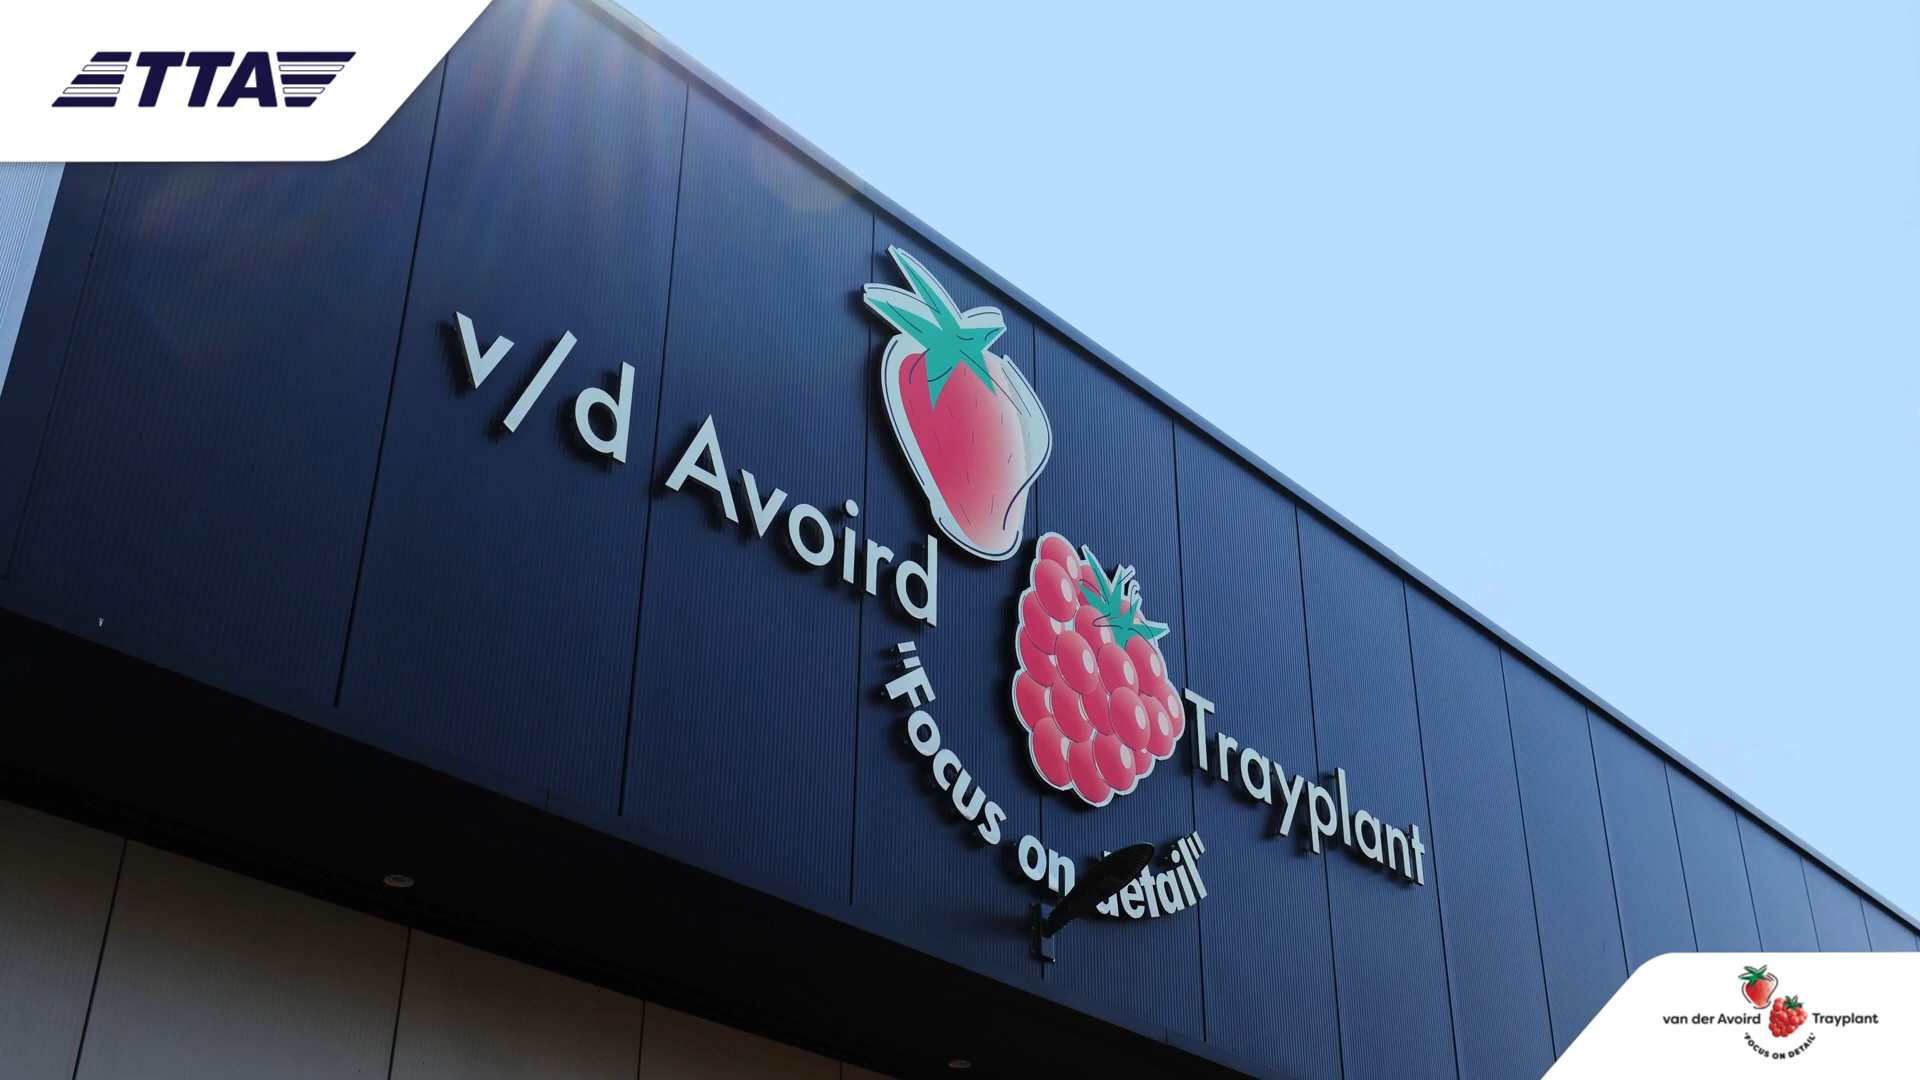 TTA
v/d Avoird Trayplant
"Focus on detail"
van der Avoird Trayplant
"FOCUS ON DETAIL"